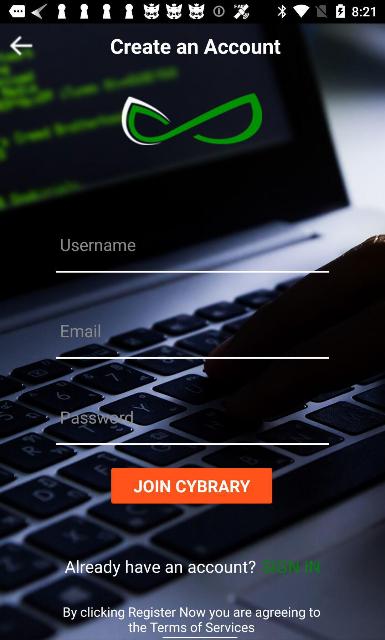 8:21
Create an Account
Username
Email
Password
JOIN CYBRARY
Already have an account? SIGN IN
By clicking Register Now you are agreeing to
the Terms of Services